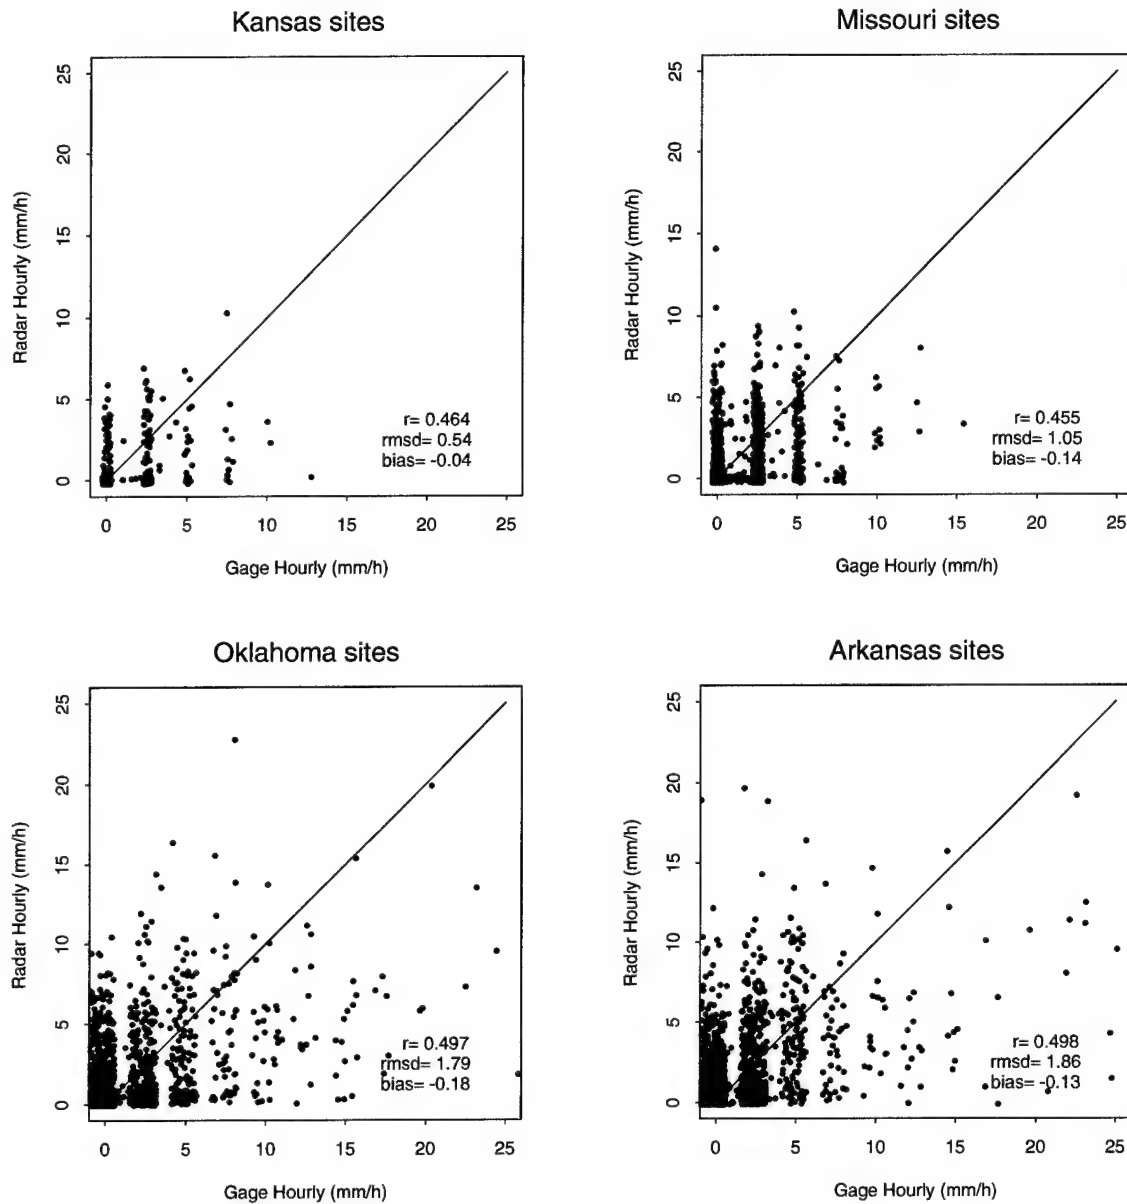 Kansas sites
Radar Hourly (mm/h)
25
20
15
10
5
0
r= 0.464
rmsd= 0.54
bias= -0.04
0 5 10 15 20 25
Gage Hourly (mm/h)
Missouri sites
Radar Hourly (mm/h)
25
20
15
10
5
0
r= 0.455
rmsd= 1.05
bias= -0.14
0 5 10 15 20 25
Gage Hourly (mm/h)
Oklahoma sites
Radar Hourly (mm/h)
25
20
15
10
5
0
r= 0.497
rmsd= 1.79
bias= -0.18
0 5 10 15 20 25
Gage Hourly (mm/h)
Arkansas sites
Radar Hourly (mm/h)
25
20
15
10
5
0
r= 0.498
rmsd= 1.86
bias= -0.13
0 5 10 15 20 25
Gage Hourly (mm/h)